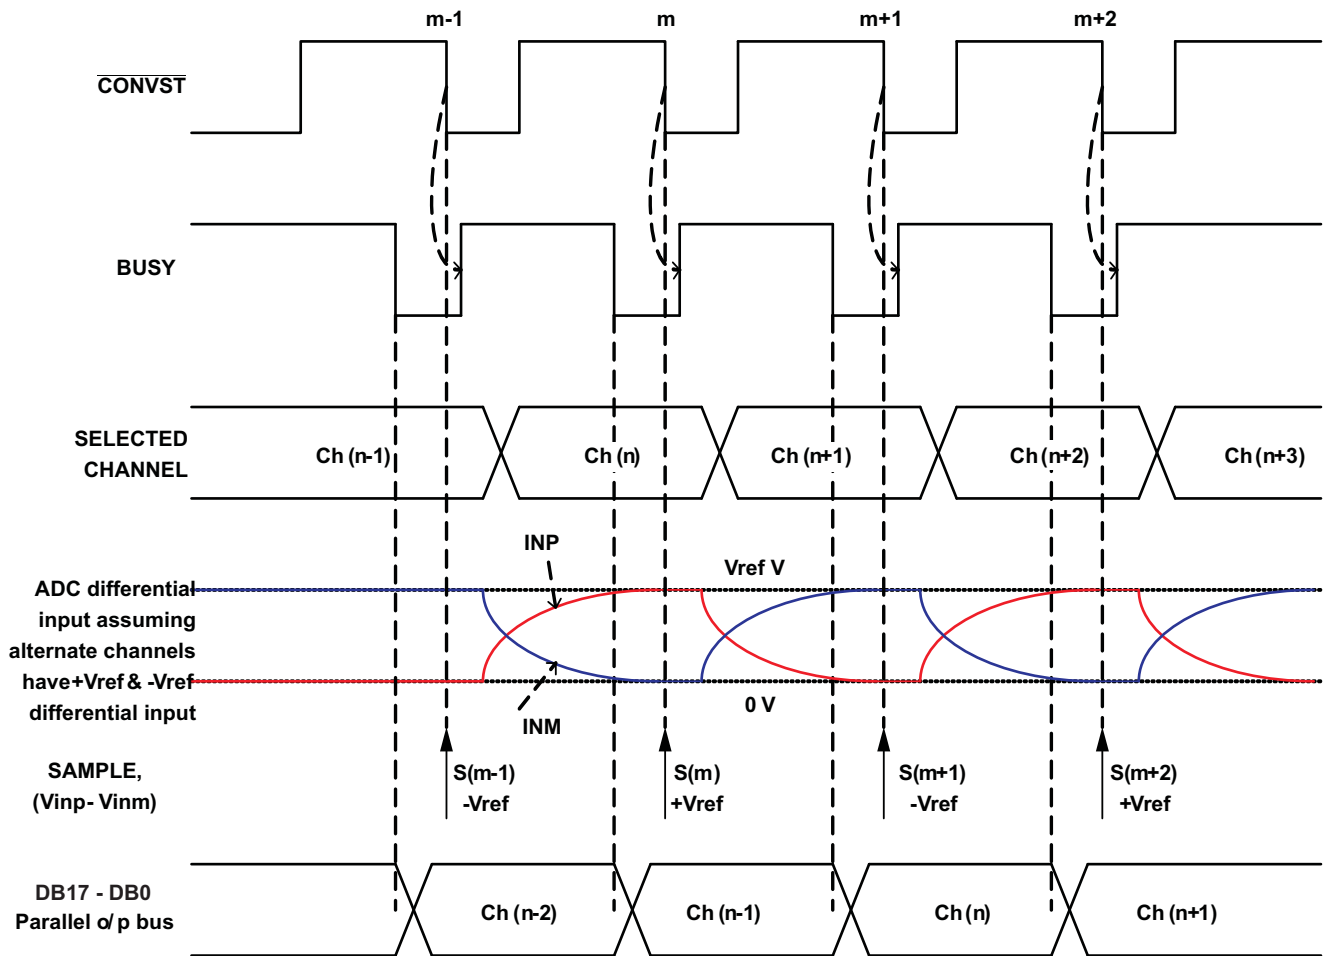 m-1
m
m+1
m+2
CONVST
BUSY
SELECTED
CHANNEL
Ch (n-1)
Ch (n)
Ch (n+1)
Ch (n+2)
Ch (n+3)
INP
Vref V
ADC differential
input assuming
alternate channels
have+Vref & -Vref
differential input
INM
0 V
SAMPLE,
(Vinp- Vinm)
S(m-1)
-Vref
S(m)
+Vref
S(m+1)
-Vref
S(m+2)
+Vref
DB17 - DB0
Parallel o/p bus
Ch (n-2)
Ch (n-1)
Ch (n)
Ch (n+1)